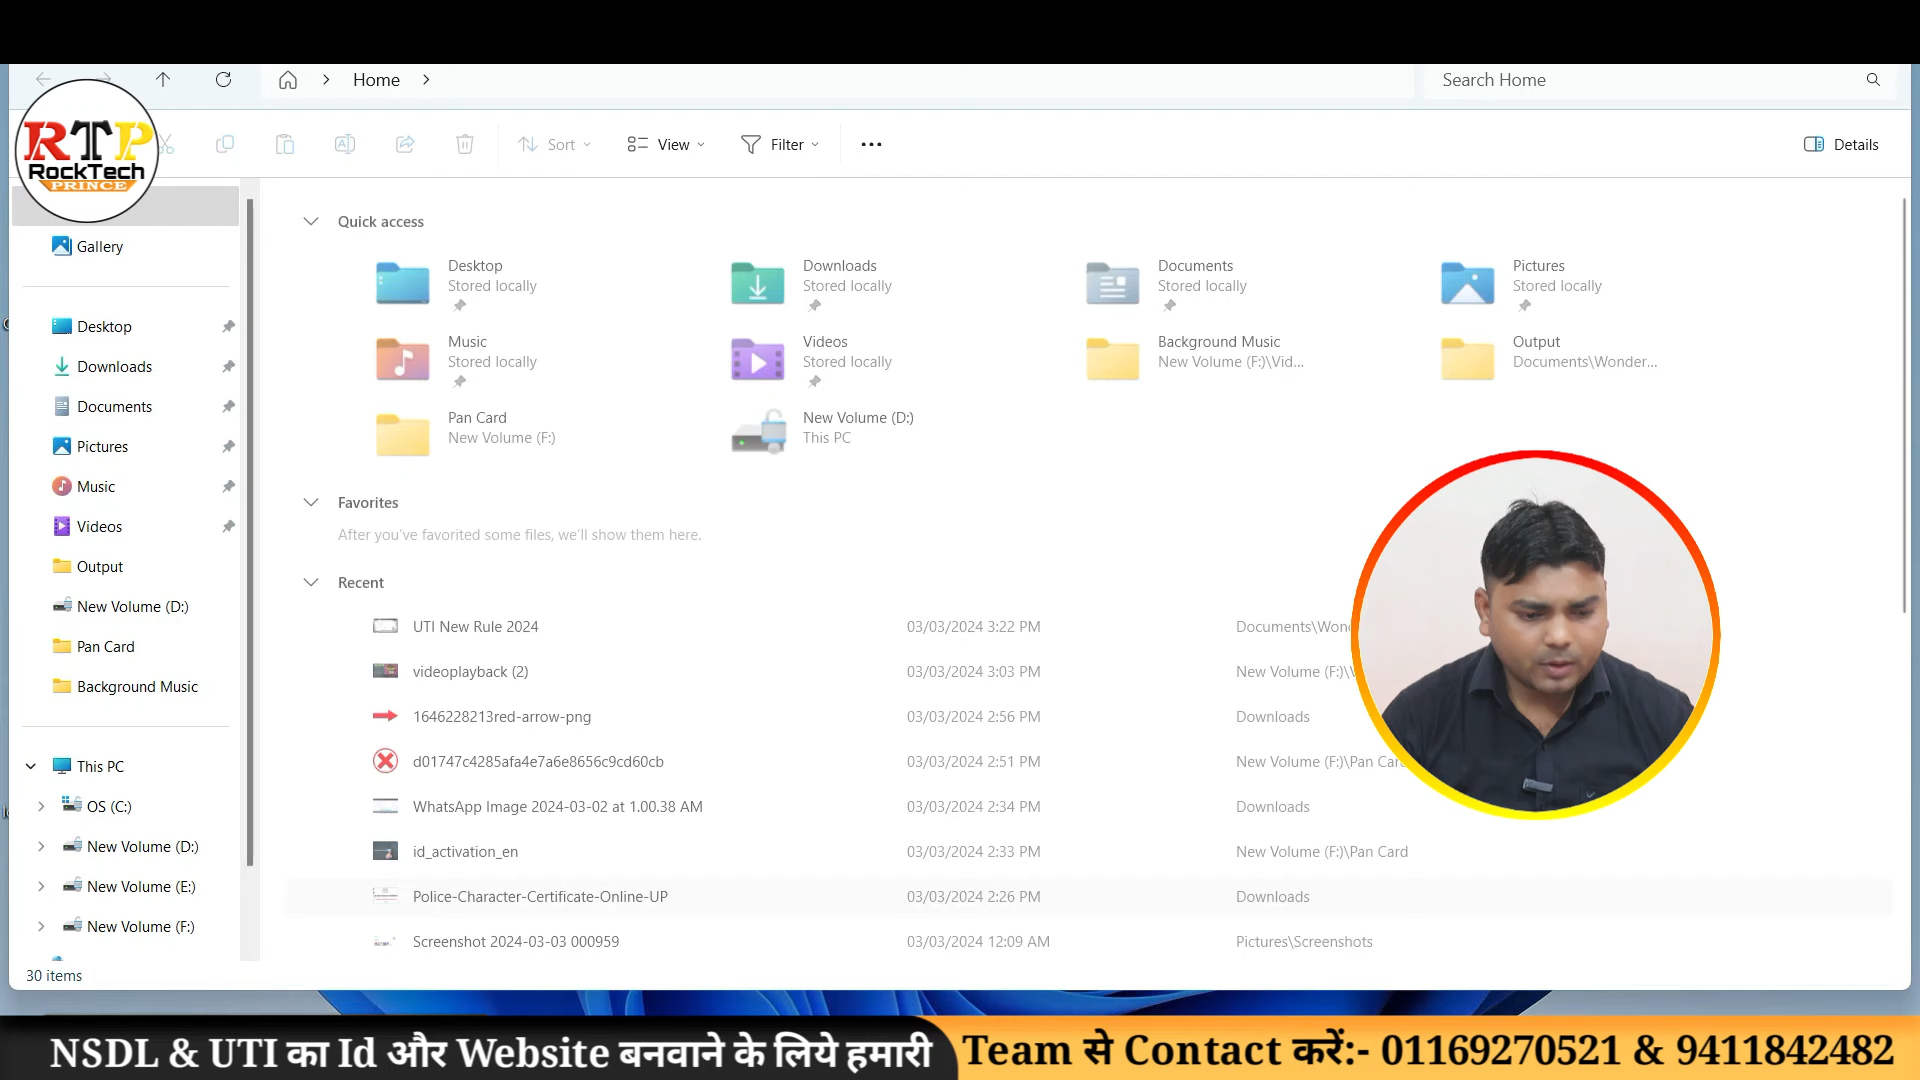 Home
Search Home
RTP
RockTech
PRINCE
Sort
View
Filter
Details
Gallery
Desktop
Downloads
Documents
Pictures
Music
Videos
Output
New Volume (D:)
Pan Card
Background Music
This PC
OS (C:)
New Volume (D:)
New Volume (E:)
New Volume (F:)
30 items
Quick access
Desktop
Stored locally
Downloads
Stored locally
Documents
Stored locally
Pictures
Stored locally
Music
Stored locally
Videos
Stored locally
Background Music
New Volume (F:)\Vid...
Output
Documents\Wonder...
Pan Card
New Volume (F:)
New Volume (D:)
This PC
Favorites
After you've favorited some files, we'll show them here.
Recent
UTI New Rule 2024 03/03/2024 3:22 PM Documents\Won
videoplayback (2) 03/03/2024 3:03 PM New Volume (F:)\
1646228213red-arrow-png 03/03/2024 2:56 PM Downloads
d01747c4285afa4e7a6e8656c9cd60cb 03/03/2024 2:51 PM New Volume (F:)\Pan Car
WhatsApp Image 2024-03-02 at 1.00.38 AM 03/03/2024 2:34 PM Downloads
id_activation_en 03/03/2024 2:33 PM New Volume (F:)\Pan Card
Police-Character-Certificate-Online-UP 03/03/2024 2:26 PM Downloads
Screenshot 2024-03-03 000959 03/03/2024 12:09 AM Pictures\Screenshots
NSDL & UTI का Id और Website बनवाने के लिये हमारी Team से Contact करें:- 01169270521 & 9411842482